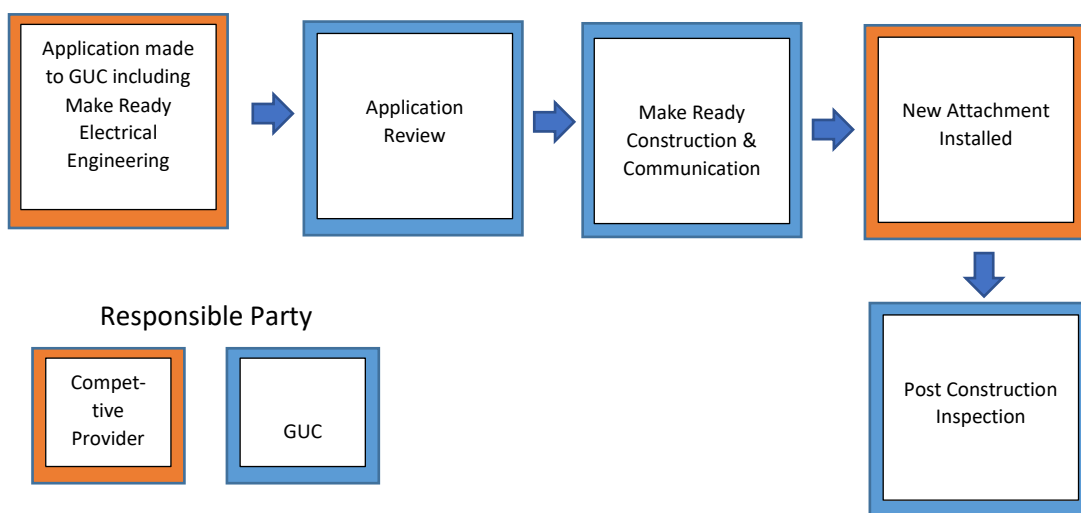 Application made
to GUC including
Make Ready
Electrical
Engineering
Application
Review
Make Ready
Construction &
Communication
New Attachment
Installed
Post Construction
Inspection
Responsible Party
Compet-
tive
Provider
GUC